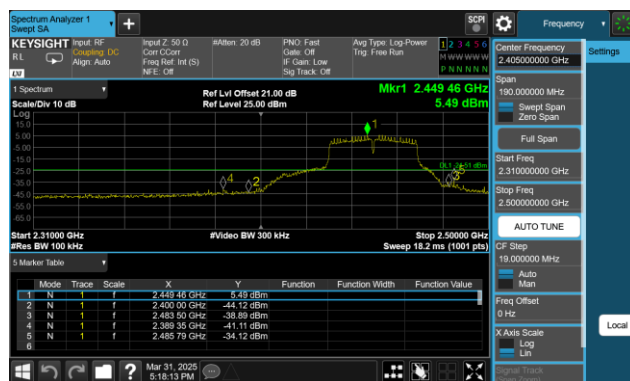 Spectrum Analyzer 1
Swept SA
+
SCPI
Frequency
KEYSIGHT
RL
LXI
Input: RF
Coupling: DC
Align: Auto
Input Z: 50 Ω
Corr CCorr
Freq Ref: Int (S)
NFE: Off
#Atten: 20 dB
PNO: Fast
Gate: Off
IF Gain: Low
Sig Track: Off
Avg Type: Log-Power
Trig: Free Run
1 2 3 4 5 6
M W W W W W
P N N N N N
1 Spectrum
Scale/Div 10 dB
Log
Ref Lvl Offset 21.00 dB
Ref Level 25.00 dBm
Mkr1 2.449 46 GHz
5.49 dBm
15.0
5.00
-5.00
-15.0
-25.0
-35.0
-45.0
-55.0
-65.0
1
4
2
DL1 -24.51 dBm
Start 2.31000 GHz
#Res BW 100 kHz
#Video BW 300 kHz
Stop 2.50000 GHz
Sweep 18.2 ms (1001 pts)
5 Marker Table
Mode Trace Scale X Y Function Function Width Function Value
1 N 1 f 2.449 46 GHz 5.49 dBm
2 N 1 f 2.400 00 GHz -44.12 dBm
3 N 1 f 2.483 50 GHz -38.89 dBm
4 N 1 f 2.389 35 GHz -41.11 dBm
5 N 1 f 2.485 79 GHz -34.12 dBm
6
Mar 31, 2025
5:18:13 PM
Center Frequency
2.405000000 GHz
Span
190.000000 MHz
Swept Span
Zero Span
Full Span
Start Freq
2.310000000 GHz
Stop Freq
2.500000000 GHz
AUTO TUNE
CF Step
19.000000 MHz
Auto
Man
Freq Offset
0 Hz
X Axis Scale
Log
Lin
Signal Track
Settings
Local